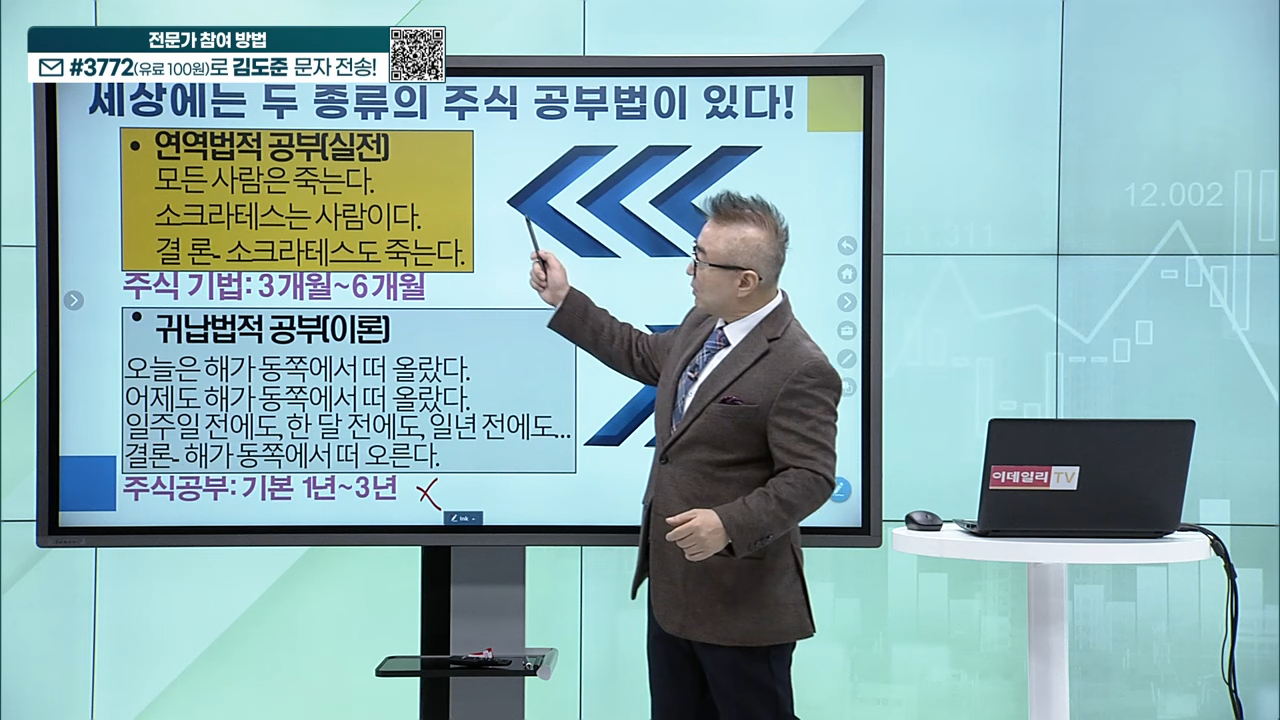 전문가 참여 방법
#3772(유료 100원)로 김도준 문자 전송!
세상에는 두 종류의 주식 공부법이 있다!
• 연역법적 공부(실전)
모든 사람은 죽는다.
소크라테스는 사람이다.
결 론- 소크라테스도 죽는다.
주식 기법: 3개월~6개월
• 귀납법적 공부(이론)
오늘은 해가 동쪽에서 떠 올랐다.
어제도 해가 동쪽에서 떠 올랐다.
일주일 전에도, 한 달 전에도, 일년 전에도...
결론- 해가 동쪽에서 떠 오른다.
주식공부: 기본 1년~3년
Ink
12.002
이데일리TV